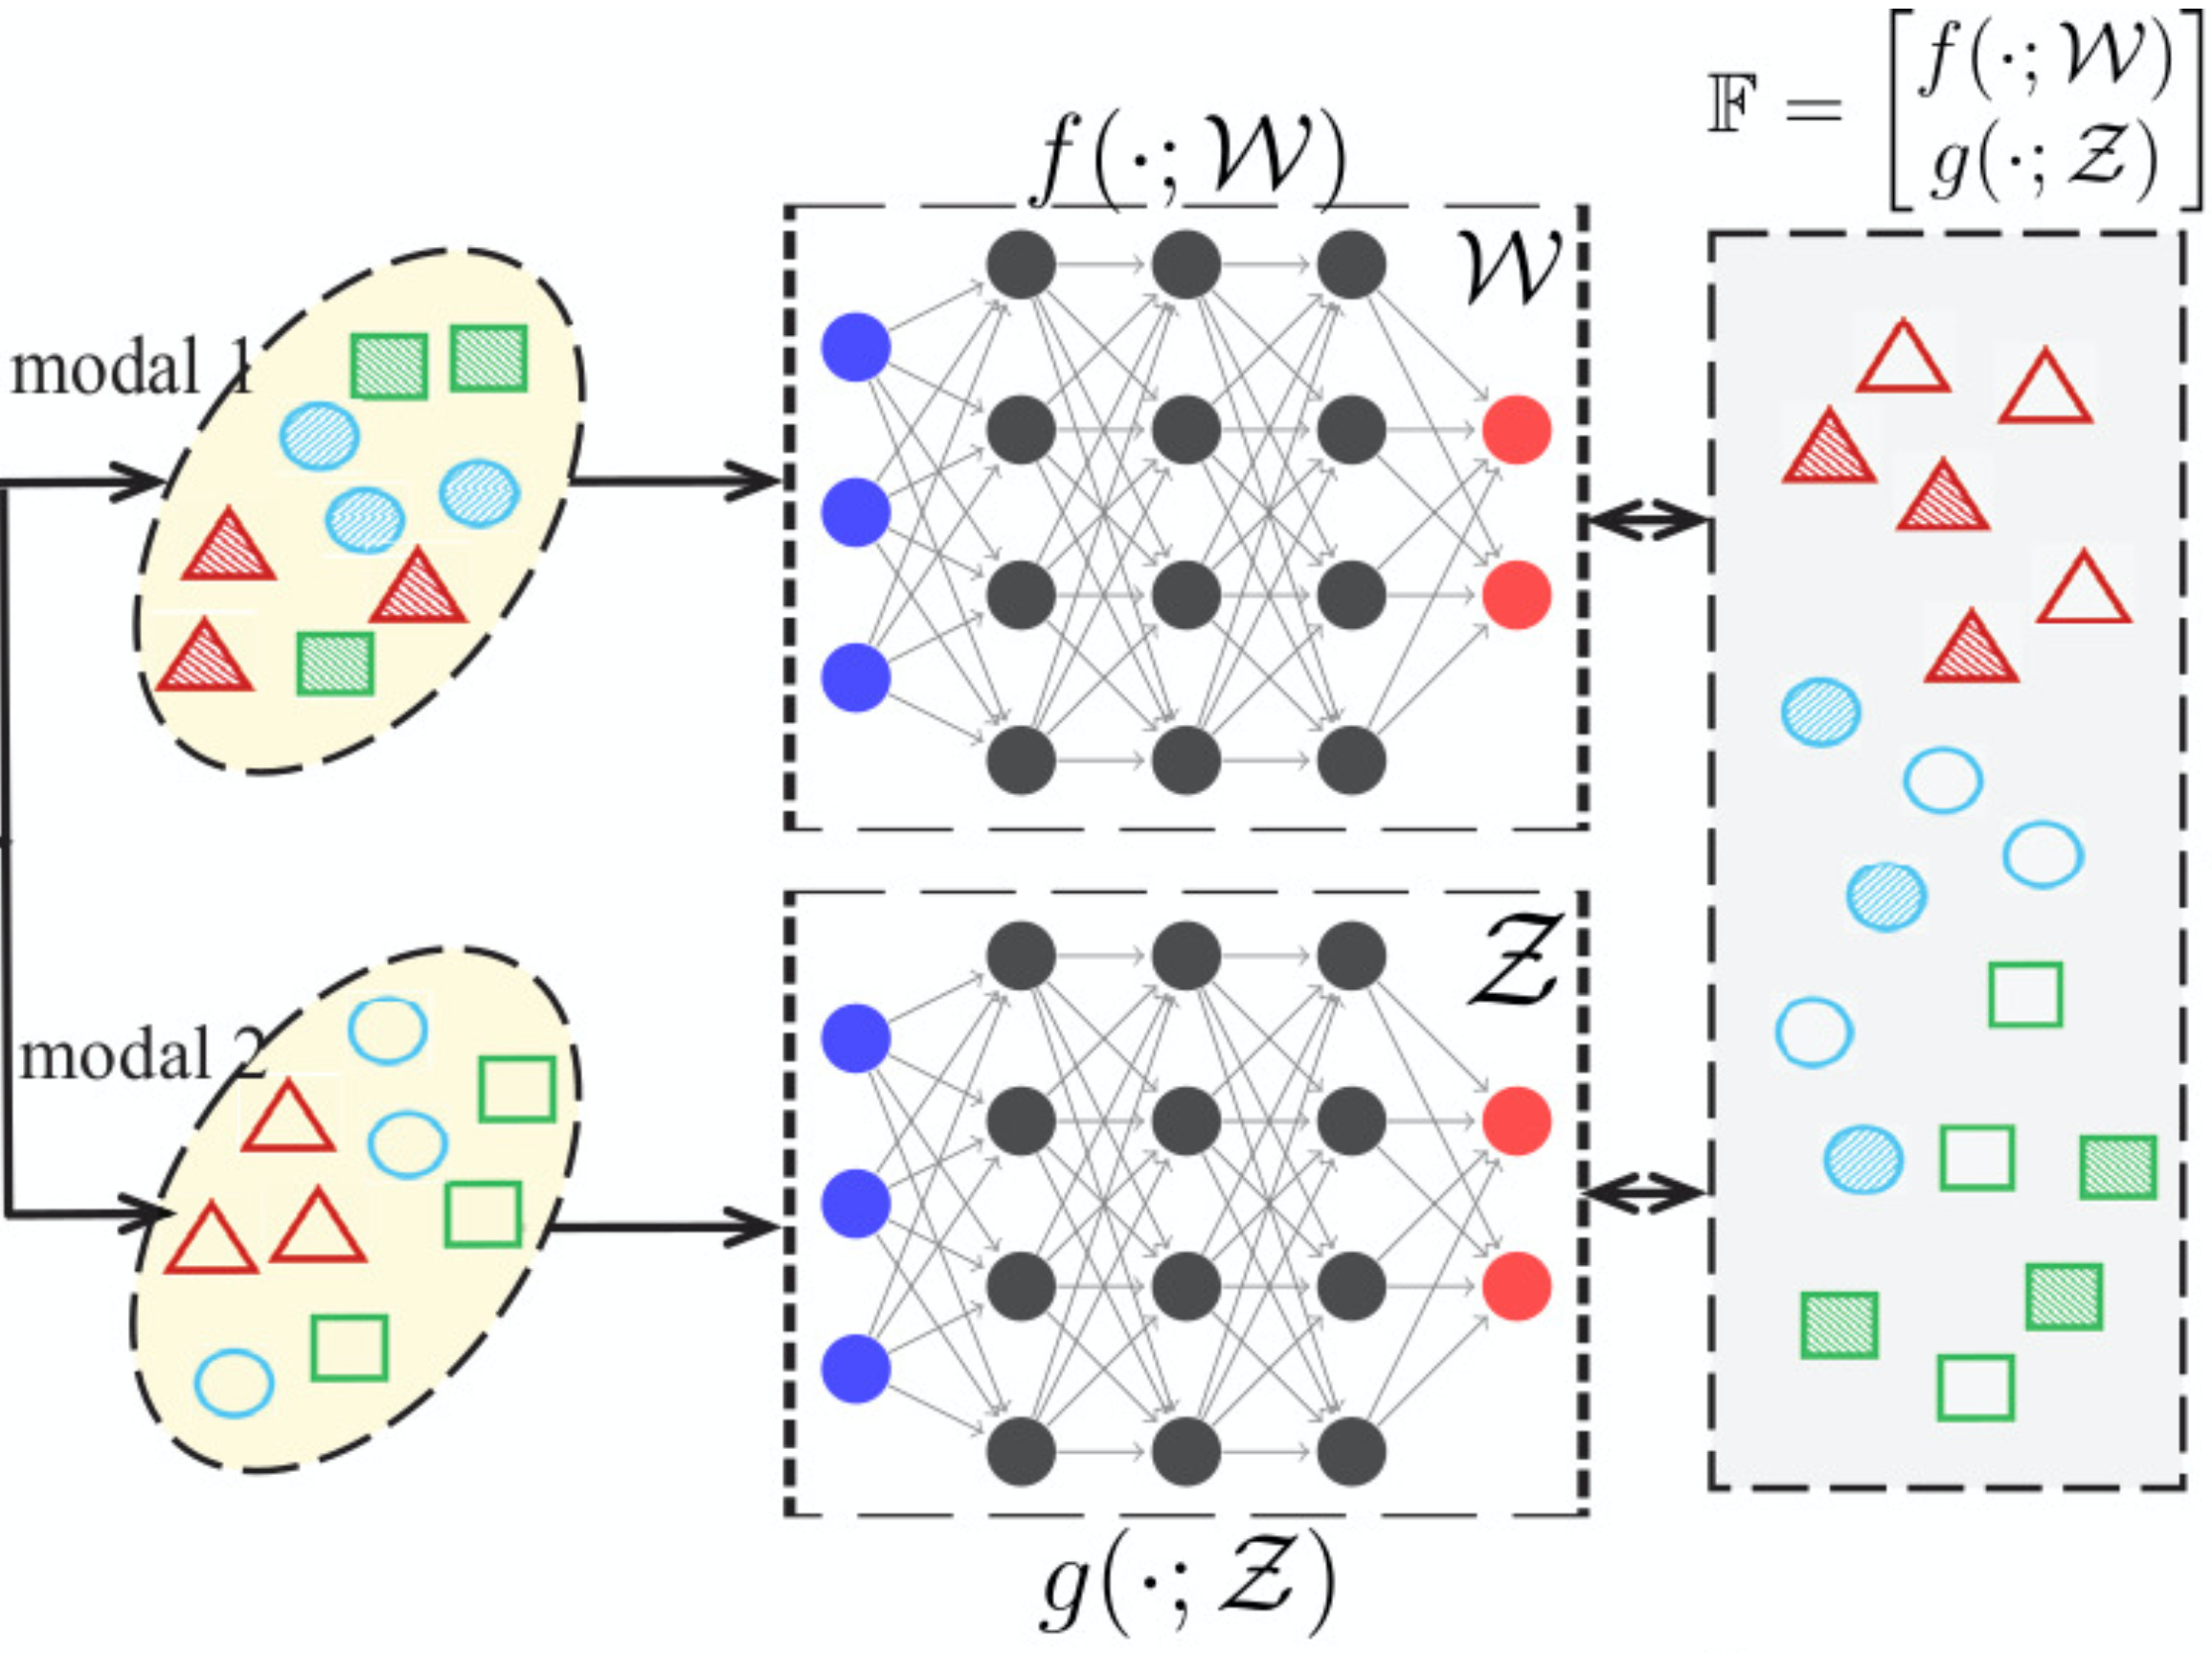 𝔽 = [f(·; 𝒲)
g(·; 𝒵)]
f(·; 𝒲)
𝒲
modal 1
𝒵
modal 2
g(·; 𝒵)